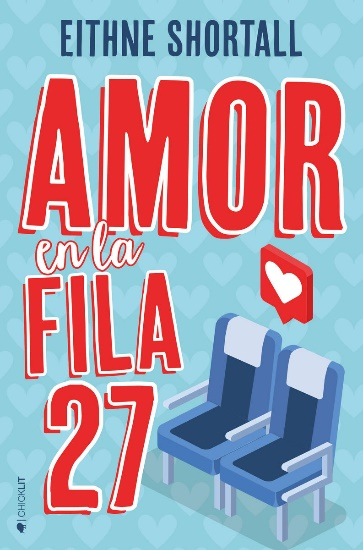 EITHNE SHORTALL
AMOR
en la
FILA
27
CHICKLIT